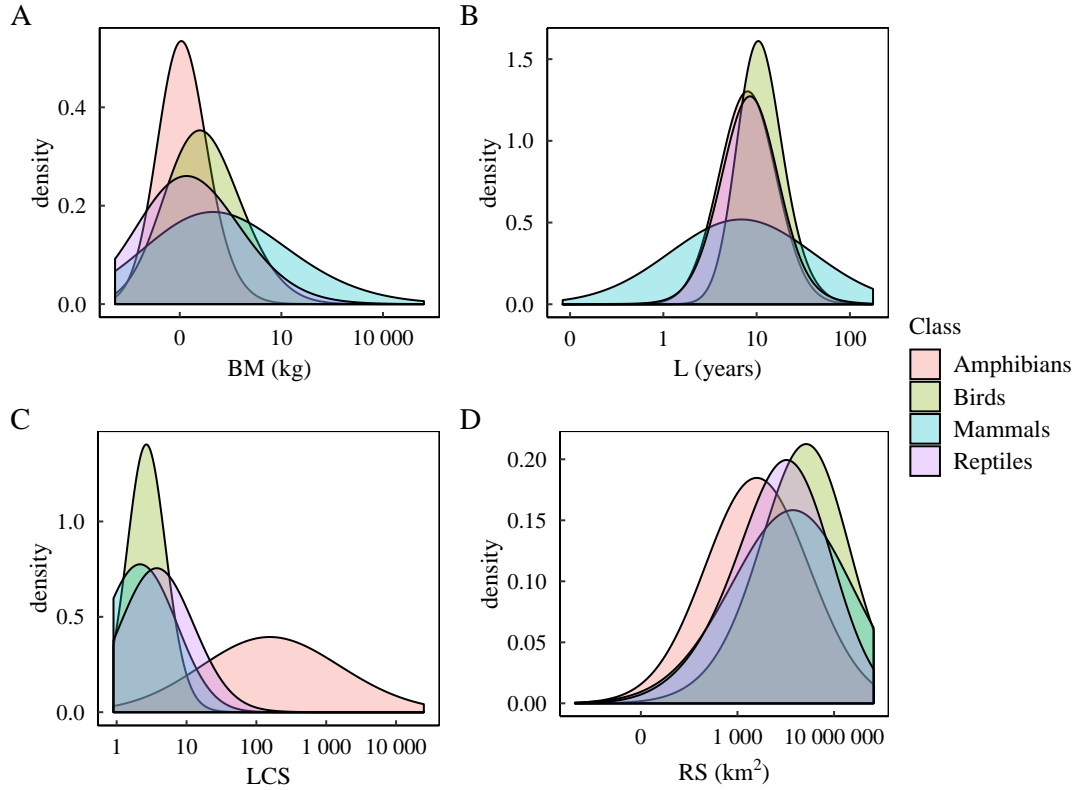 A
density
0.4
0.2
0.0
0 10 10 000
BM (kg)
B
density
1.5
1.0
0.5
0.0
0 1 10 100
L (years)
C
density
1.0
0.5
0.0
1 10 100 1 000 10 000
LCS
D
density
0.20
0.15
0.10
0.05
0.00
0 1 000 10 000 000
RS (km²)
Class
Amphibians
Birds
Mammals
Reptiles